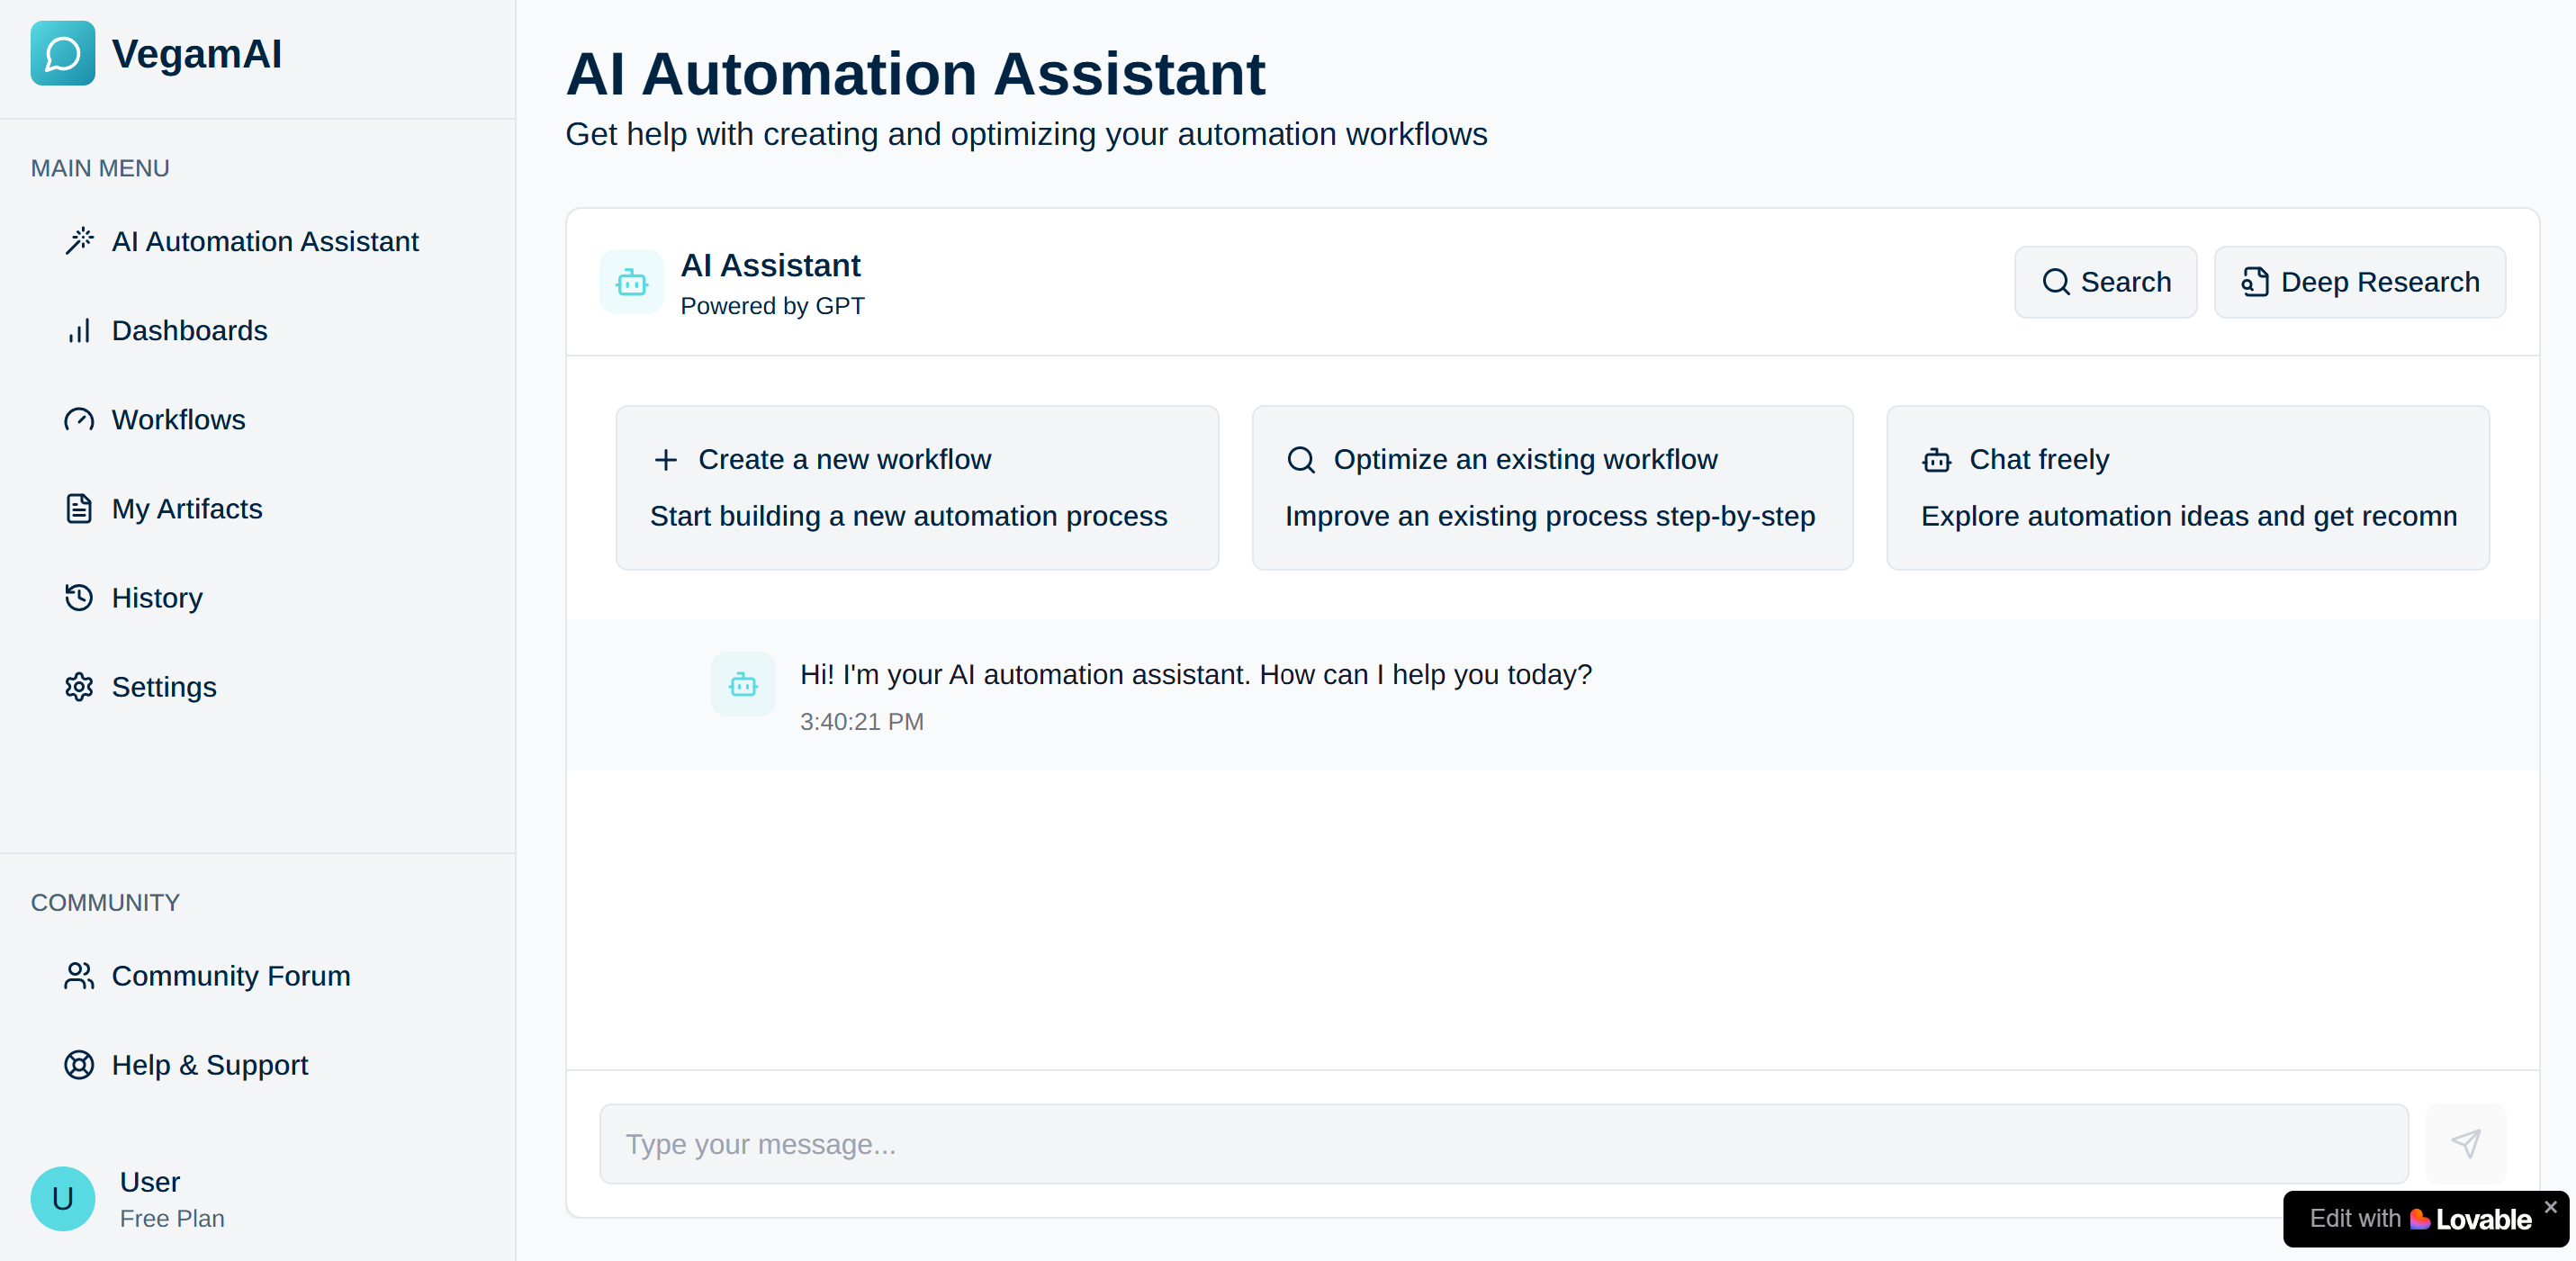 VegamAI
MAIN MENU
AI Automation Assistant
Dashboards
Workflows
My Artifacts
History
Settings
COMMUNITY
Community Forum
Help & Support
U
User
Free Plan
AI Automation Assistant
Get help with creating and optimizing your automation workflows
AI Assistant
Powered by GPT
Search
Deep Research
Create a new workflow
Start building a new automation process
Optimize an existing workflow
Improve an existing process step-by-step
Chat freely
Explore automation ideas and get recomn
Hi! I'm your AI automation assistant. How can I help you today?
3:40:21 PM
Type your message...
Edit with Lovable